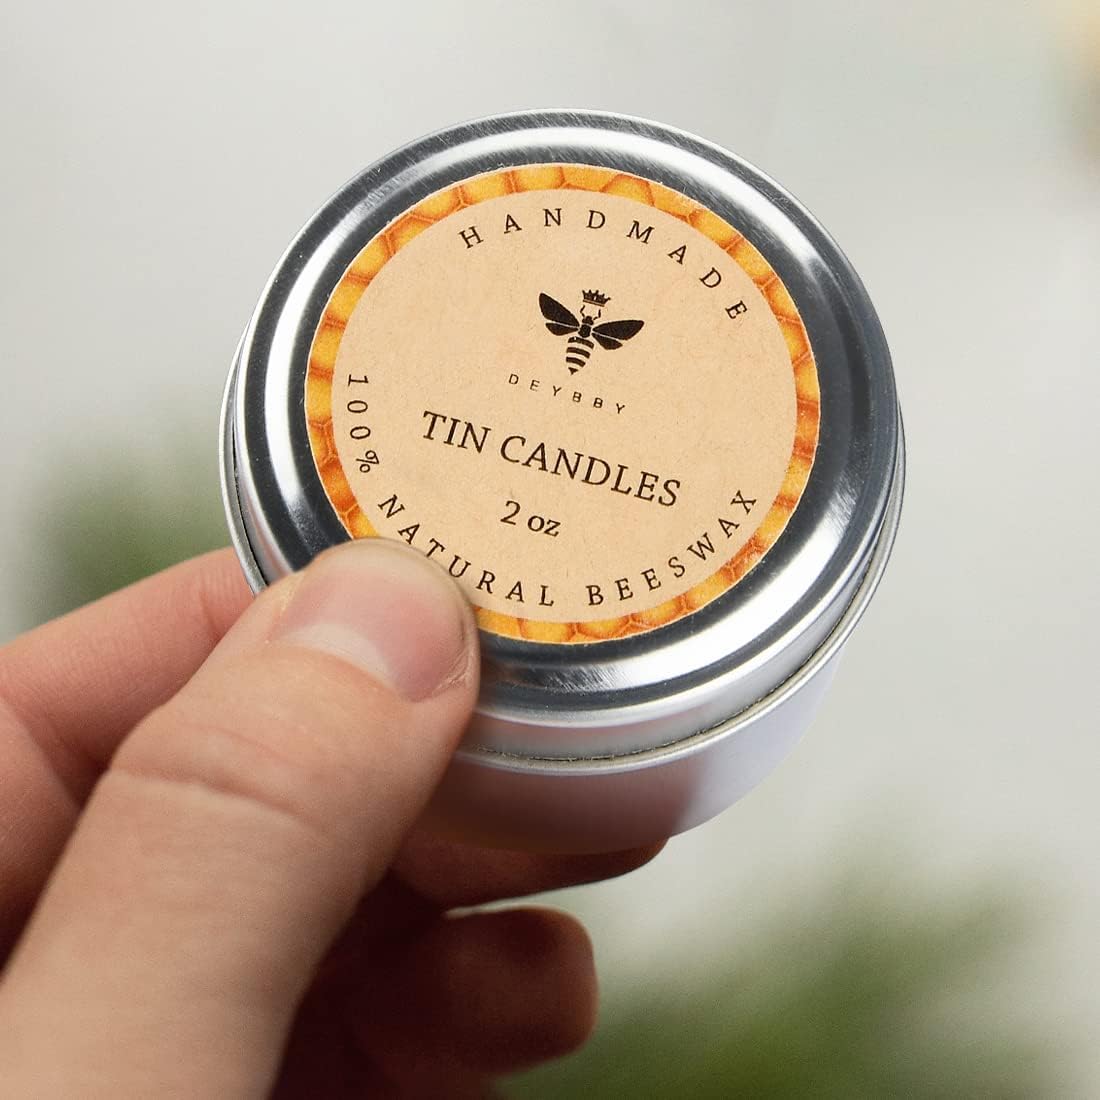 HANDMADE
DEYBBY
TIN CANDLES
2 oz
100% NATURAL BEESWAX